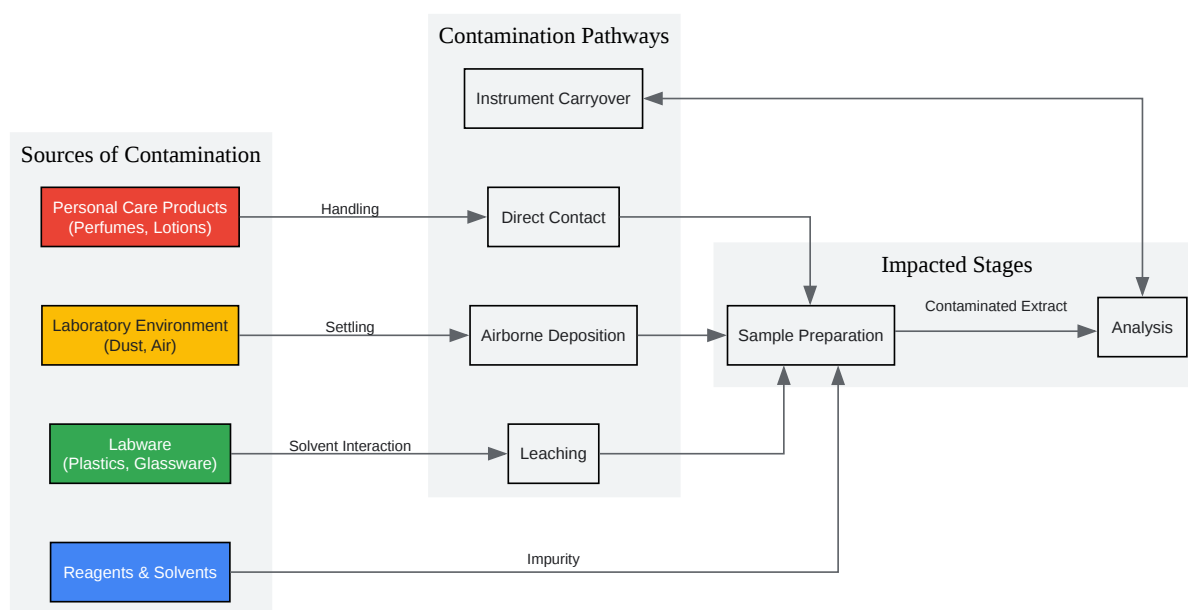 Contamination Pathways
Instrument Carryover
Sources of Contamination
Personal Care Products
(Perfumes, Lotions)
Handling
Direct Contact
Impacted Stages
Laboratory Environment
(Dust, Air)
Settling
Airborne Deposition
Sample Preparation
Contaminated Extract
Analysis
Labware
(Plastics, Glassware)
Solvent Interaction
Leaching
Reagents & Solvents
Impurity